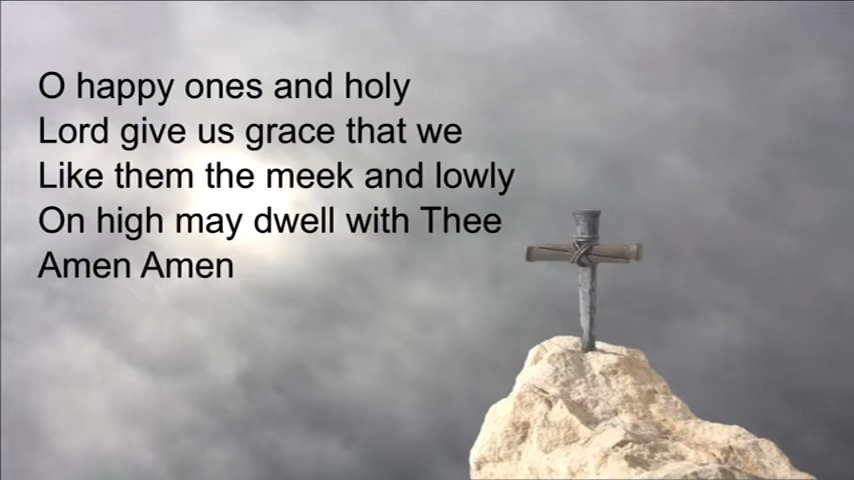 O happy ones and holy
Lord give us grace that we
Like them the meek and lowly
On high may dwell with Thee
Amen Amen